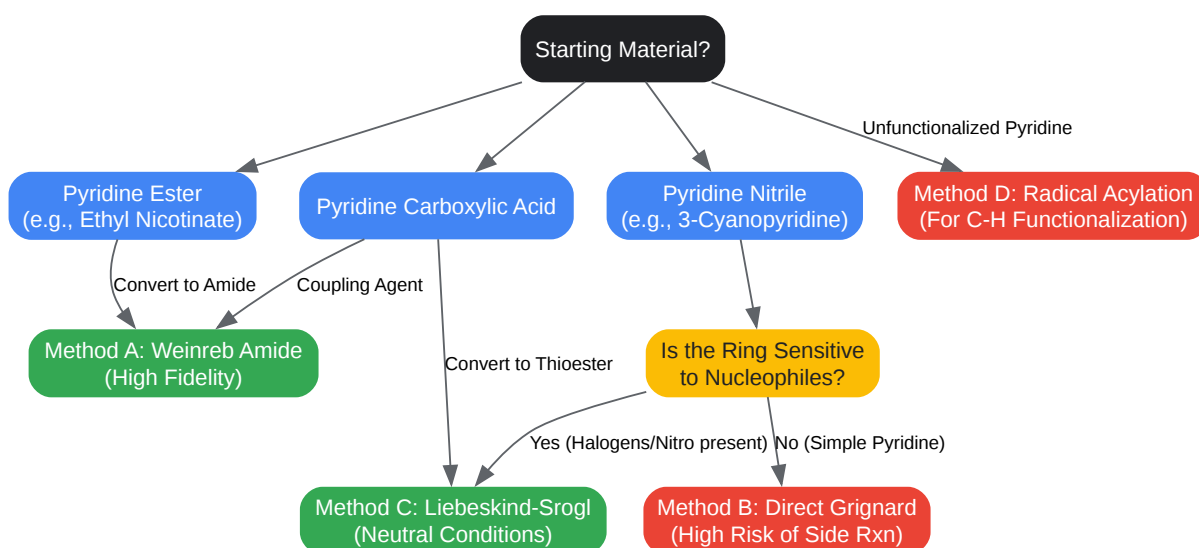 Starting Material?
Unfunctionalized Pyridine
Pyridine Ester
(e.g., Ethyl Nicotinate)
Pyridine Carboxylic Acid
Pyridine Nitrile
(e.g., 3-Cyanopyridine)
Method D: Radical Acylation
(For C-H Functionalization)
Convert to Amide
Coupling Agent
Method A: Weinreb Amide
(High Fidelity)
Convert to Thioester
Is the Ring Sensitive
to Nucleophiles?
Yes (Halogens/Nitro present)
No (Simple Pyridine)
Method C: Liebeskind-Srogl
(Neutral Conditions)
Method B: Direct Grignard
(High Risk of Side Rxn)